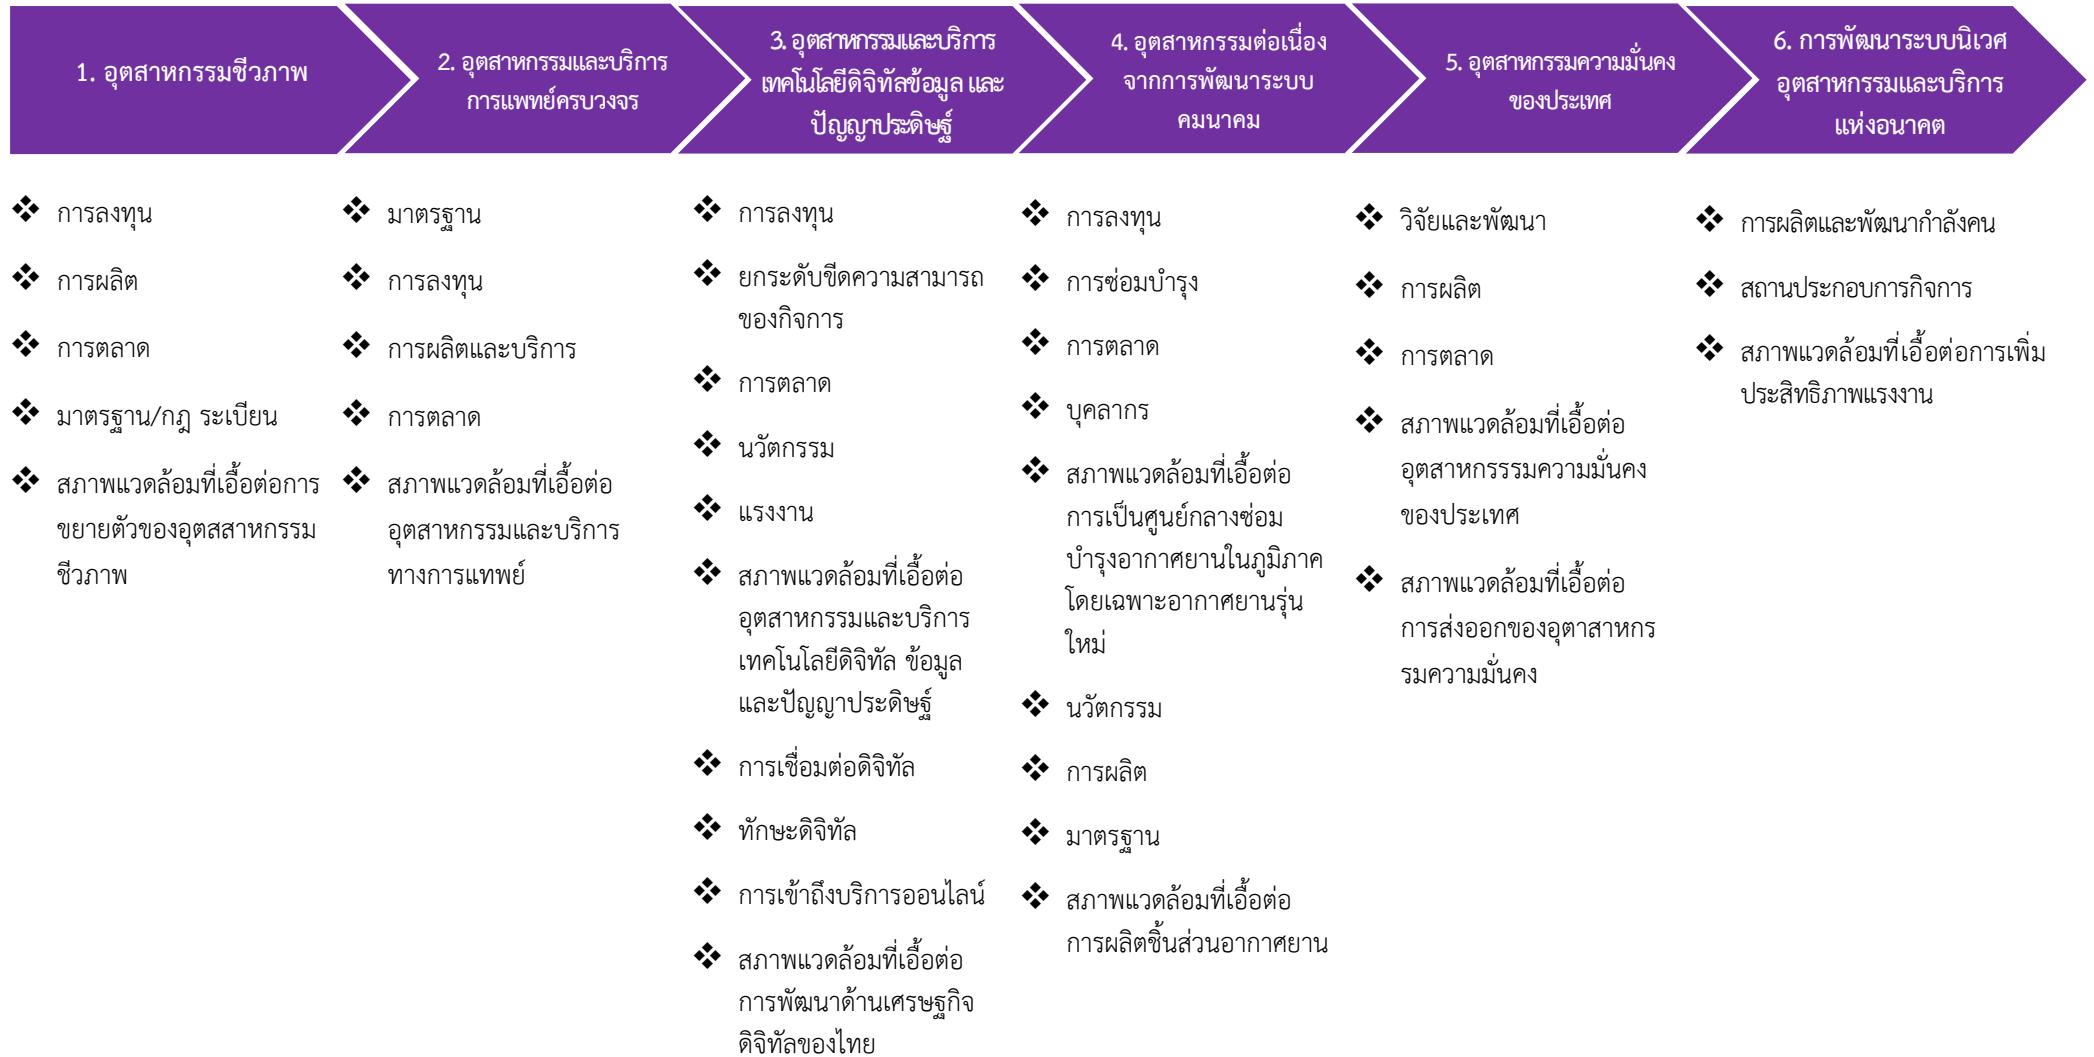 1. อุตสาหกรรมชีวภาพ
2. อุตสาหกรรมและบริการ
การแพทย์ครบวงจร
3. อุตสาหกรรมและบริการ
เทคโนโลยีดิจิทัลข้อมูล และ
ปัญญาประดิษฐ์
4. อุตสาหกรรมต่อเนื่อง
จากการพัฒนาระบบ
คมนาคม
5. อุตสาหกรรมความมั่นคง
ของประเทศ
6. การพัฒนาระบบนิเวศ
อุตสาหกรรมและบริการ
แห่งอนาคต
❖ การลงทุน
❖ การผลิต
❖ การตลาด
❖ มาตรฐาน/กฎ ระเบียน
❖ สภาพแวดล้อมที่เอื้อต่อการ
ขยายตัวของอุตสสาหกรรม
ชีวภาพ
❖ มาตรฐาน
❖ การลงทุน
❖ การผลิตและบริการ
❖ การตลาด
❖ สภาพแวดล้อมที่เอื้อต่อ
อุตสาหกรรมและบริการ
ทางการแทพย์
❖ การลงทุน
❖ ยกระดับขีดความสามารถ
ของกิจการ
❖ การตลาด
❖ นวัตกรรม
❖ แรงงาน
❖ สภาพแวดล้อมที่เอื้อต่อ
อุตสาหกรรมและบริการ
เทคโนโลยีดิจิทัล ข้อมูล
และปัญญาประดิษฐ์
❖ การเชื่อมต่อดิจิทัล
❖ ทักษะดิจิทัล
❖ การเข้าถึงบริการออนไลน์
❖ สภาพแวดล้อมที่เอื้อต่อ
การพัฒนาด้านเศรษฐกิจ
ดิจิทัลของไทย
❖ การลงทุน
❖ การซ่อมบำรุง
❖ การตลาด
❖ บุคลากร
❖ สภาพแวดล้อมที่เอื้อต่อ
การเป็นศูนย์กลางซ่อม
บำรุงอากาศยานในภูมิภาค
โดยเฉพาะอากาศยานรุ่น
ใหม่
❖ นวัตกรรม
❖ การผลิต
❖ มาตรฐาน
❖ สภาพแวดล้อมที่เอื้อต่อ
การผลิตชิ้นส่วนอากาศยาน
❖ วิจัยและพัฒนา
❖ การผลิต
❖ การตลาด
❖ สภาพแวดล้อมที่เอื้อต่อ
อุตสาหกรรรมความมั่นคง
ของประเทศ
❖ สภาพแวดล้อมที่เอื้อต่อ
การส่งออกของอุตาสาหกร
รมความมั่นคง
❖ การผลิตและพัฒนากำลังคน
❖ สถานประกอบการกิจการ
❖ สภาพแวดล้อมที่เอื้อต่อการเพิ่ม
ประสิทธิภาพแรงงาน